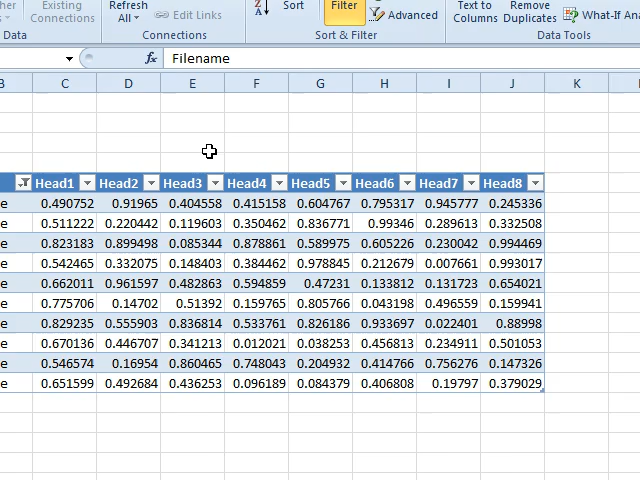 her Existing Refresh Sort Filter Text to Remove
s Connections All Edit Links Advanced Columns Duplicates What-If Ana
Data Connections Sort & Filter Data Tools
fx Filename
B C D E F G H I J K
Head1 Head2 Head3 Head4 Head5 Head6 Head7 Head8
e 0.490752 0.91965 0.404558 0.415158 0.604767 0.795317 0.945777 0.245336
e 0.511222 0.220442 0.119603 0.350462 0.836771 0.99346 0.289613 0.332508
e 0.823183 0.899498 0.085344 0.878861 0.589975 0.605226 0.230042 0.994469
e 0.542465 0.332075 0.148403 0.384462 0.978845 0.212679 0.007661 0.993017
e 0.662011 0.961597 0.482863 0.594859 0.47231 0.133812 0.131723 0.654021
e 0.775706 0.14702 0.51392 0.159765 0.805766 0.043198 0.496559 0.159941
e 0.829235 0.555903 0.836814 0.533761 0.826186 0.933697 0.022401 0.88998
e 0.670136 0.446707 0.341213 0.012021 0.038253 0.456813 0.234911 0.501053
e 0.546574 0.16954 0.860465 0.748043 0.204932 0.414766 0.756276 0.147326
e 0.651599 0.492684 0.436253 0.096189 0.084379 0.406808 0.19797 0.379029